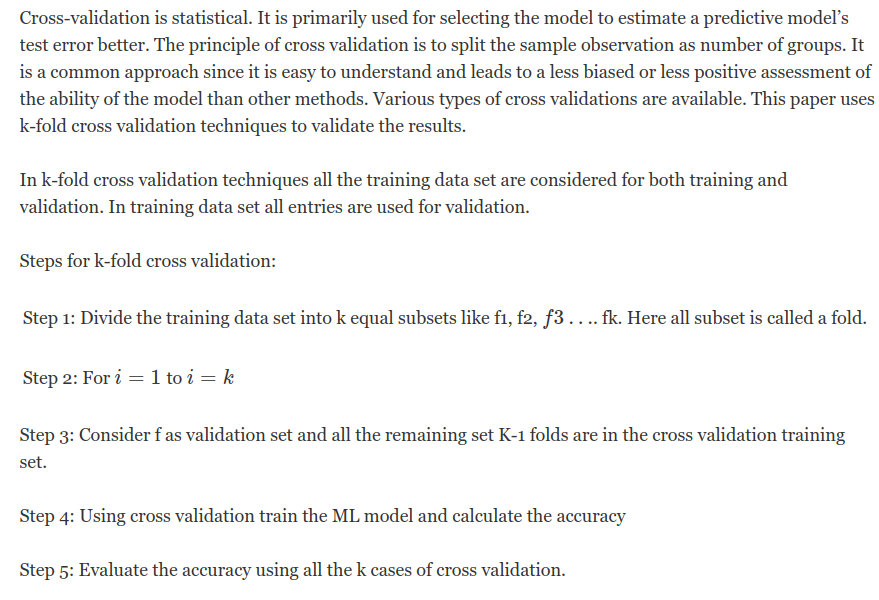 Cross-validation is statistical. It is primarily used for selecting the model to estimate a predictive model’s
test error better. The principle of cross validation is to split the sample observation as number of groups. It
is a common approach since it is easy to understand and leads to a less biased or less positive assessment of
the ability of the model than other methods. Various types of cross validations are available. This paper uses
k-fold cross validation techniques to validate the results.
In k-fold cross validation techniques all the training data set are considered for both training and
validation. In training data set all entries are used for validation.
Steps for k-fold cross validation:
Step 1: Divide the training data set into k equal subsets like f1, f2, f3 . . .. fk. Here all subset is called a fold.
Step 2: For i = 1 to i = k
Step 3: Consider f as validation set and all the remaining set K-1 folds are in the cross validation training
set.
Step 4: Using cross validation train the ML model and calculate the accuracy
Step 5: Evaluate the accuracy using all the k cases of cross validation.